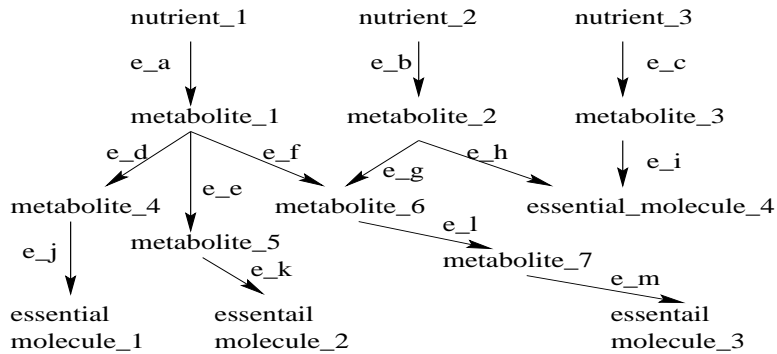 nutrient_1 nutrient_2 nutrient_3
e_a e_b e_c
metabolite_1 metabolite_2 metabolite_3
e_d e_f e_g e_h e_i
e_e
metabolite_4 metabolite_6 essential_molecule_4
e_j metabolite_5 e_l
e_k metabolite_7 e_m
essential essentail essentail
molecule_1 molecule_2 molecule_3